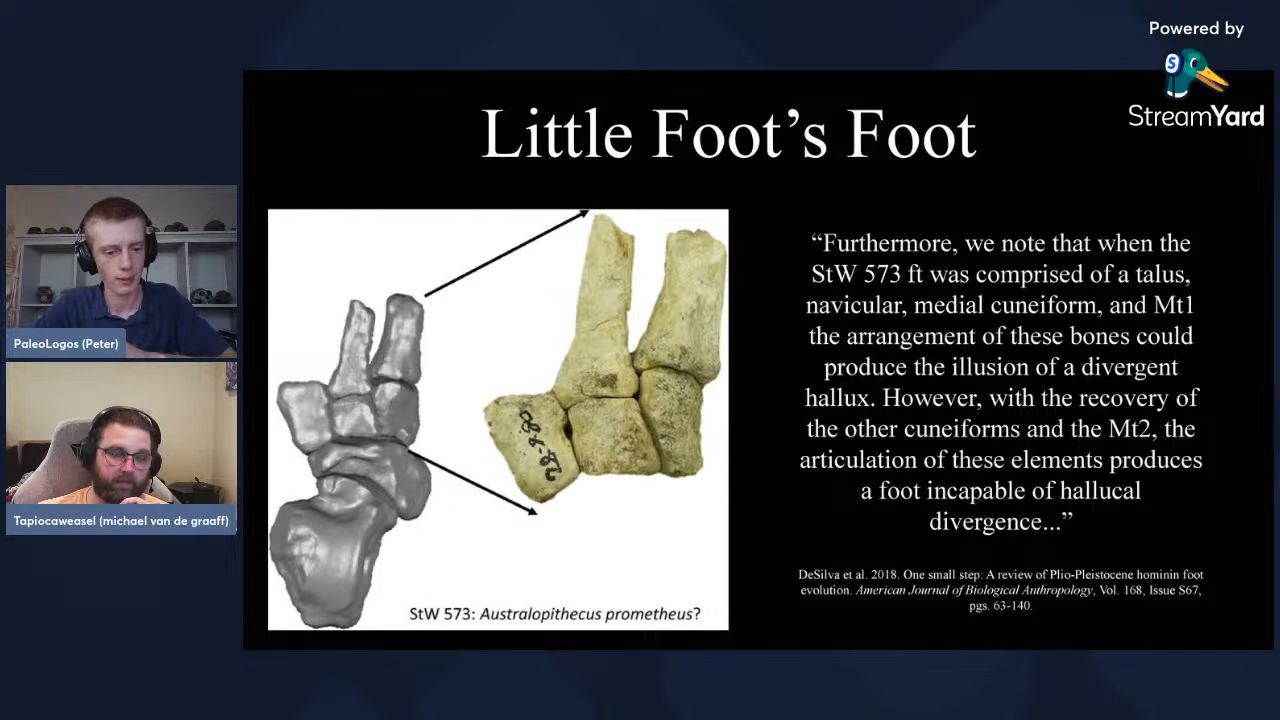 Powered by
S
StreamYard
Little Foot’s Foot
PaleoLogos (Peter)
Tapiocaweasel (michael van de graaff)
28-8-80
StW 573: Australopithecus prometheus?
“Furthermore, we note that when the
StW 573 ft was comprised of a talus,
navicular, medial cuneiform, and Mt1
the arrangement of these bones could
produce the illusion of a divergent
hallux. However, with the recovery of
the other cuneiforms and the Mt2, the
articulation of these elements produces
a foot incapable of hallucal
divergence...”
DeSilva et al. 2018. One small step: A review of Plio-Pleistocene hominin foot
evolution. American Journal of Biological Anthropology, Vol. 168, Issue S67,
pgs. 63-140.